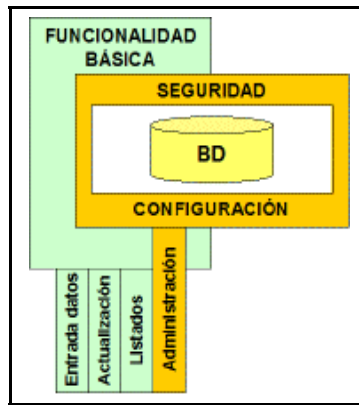 FUNCIONALIDAD
BÁSICA
SEGURIDAD
BD
CONFIGURACIÓN
Entrada datos
Actualización
Listados
Administración